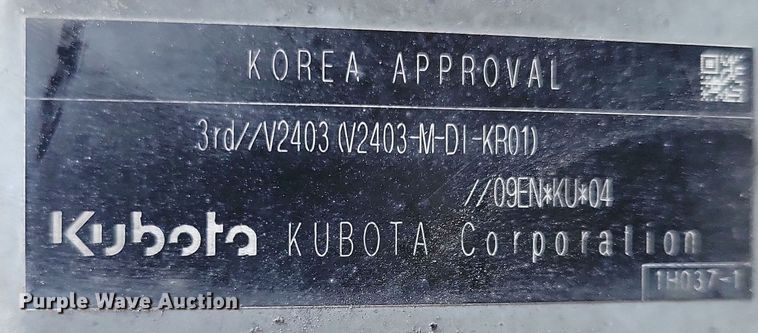 KOREA APPROVAL
3rd//V2403 (V2403-M-DI-KR01)
//09EN*KU*04
Kubota KUBOTA Corporation
1H037-1
Purple Wave Auction